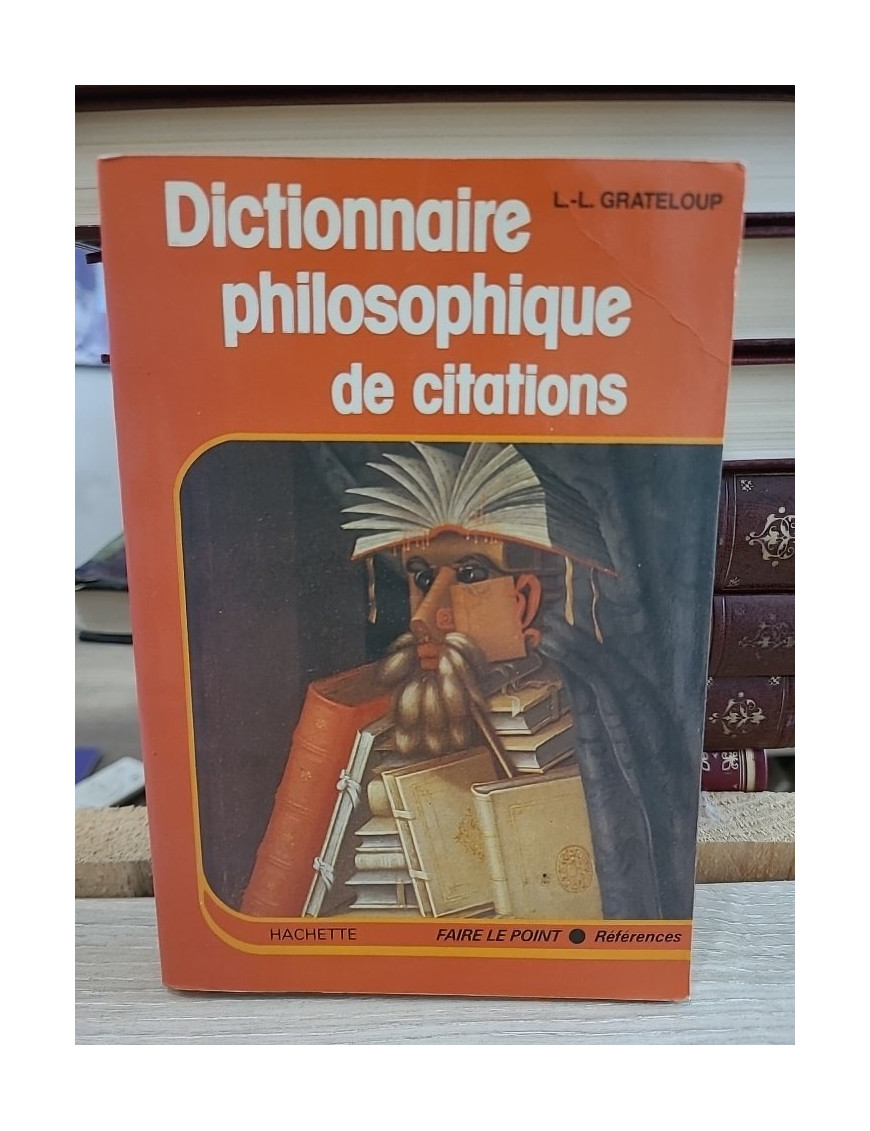 Dictionnaire
L.-L. GRATELOUP
philosophique
de citations
HACHETTE
FAIRE LE POINT ● Références